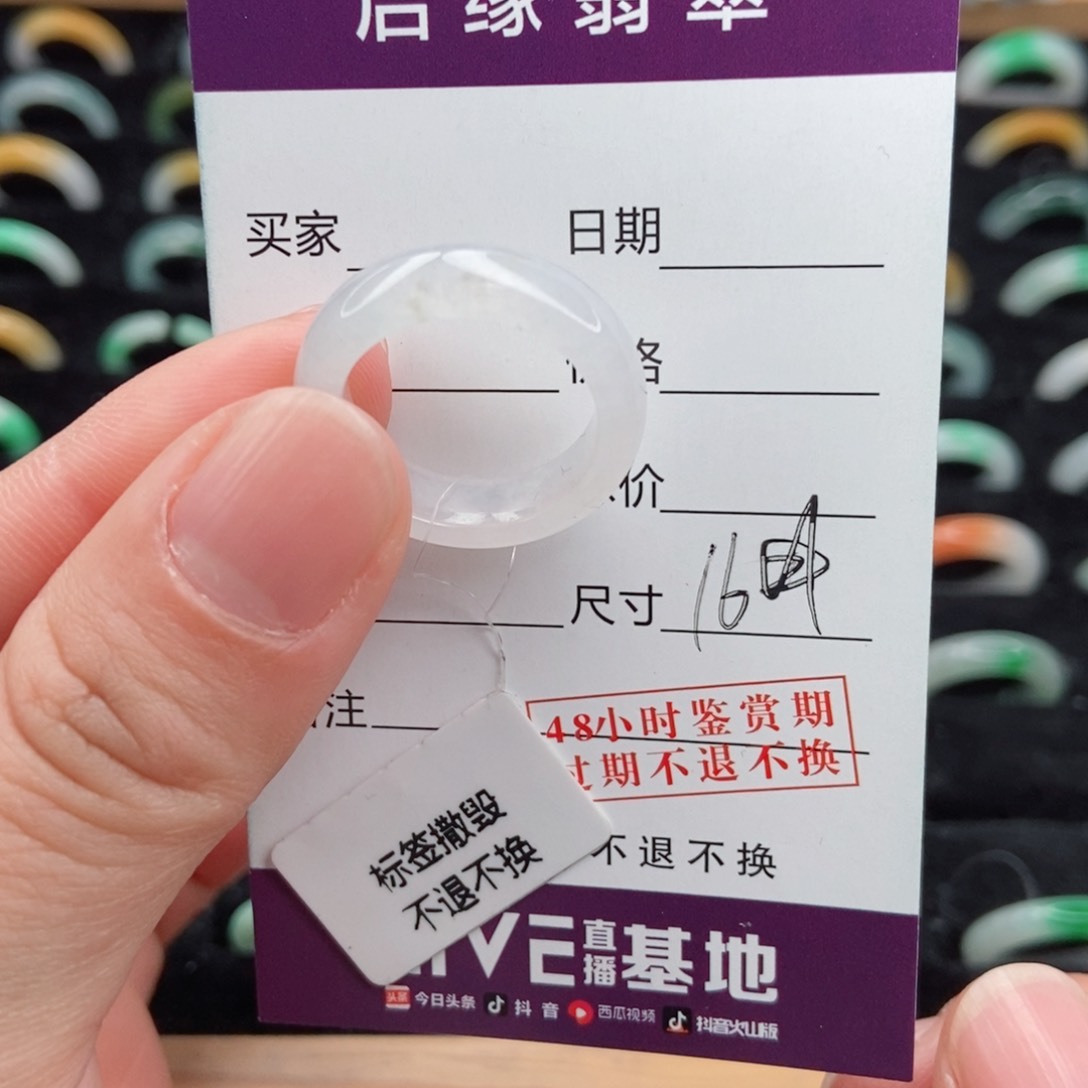 后缘翡翠
买家 日期
格
价
尺寸 16
注
48小时鉴赏期
过期不退不换
不退不换
标签撒毁
不退不换
直播基地
今日头条 抖音 西瓜视频 抖音火山版